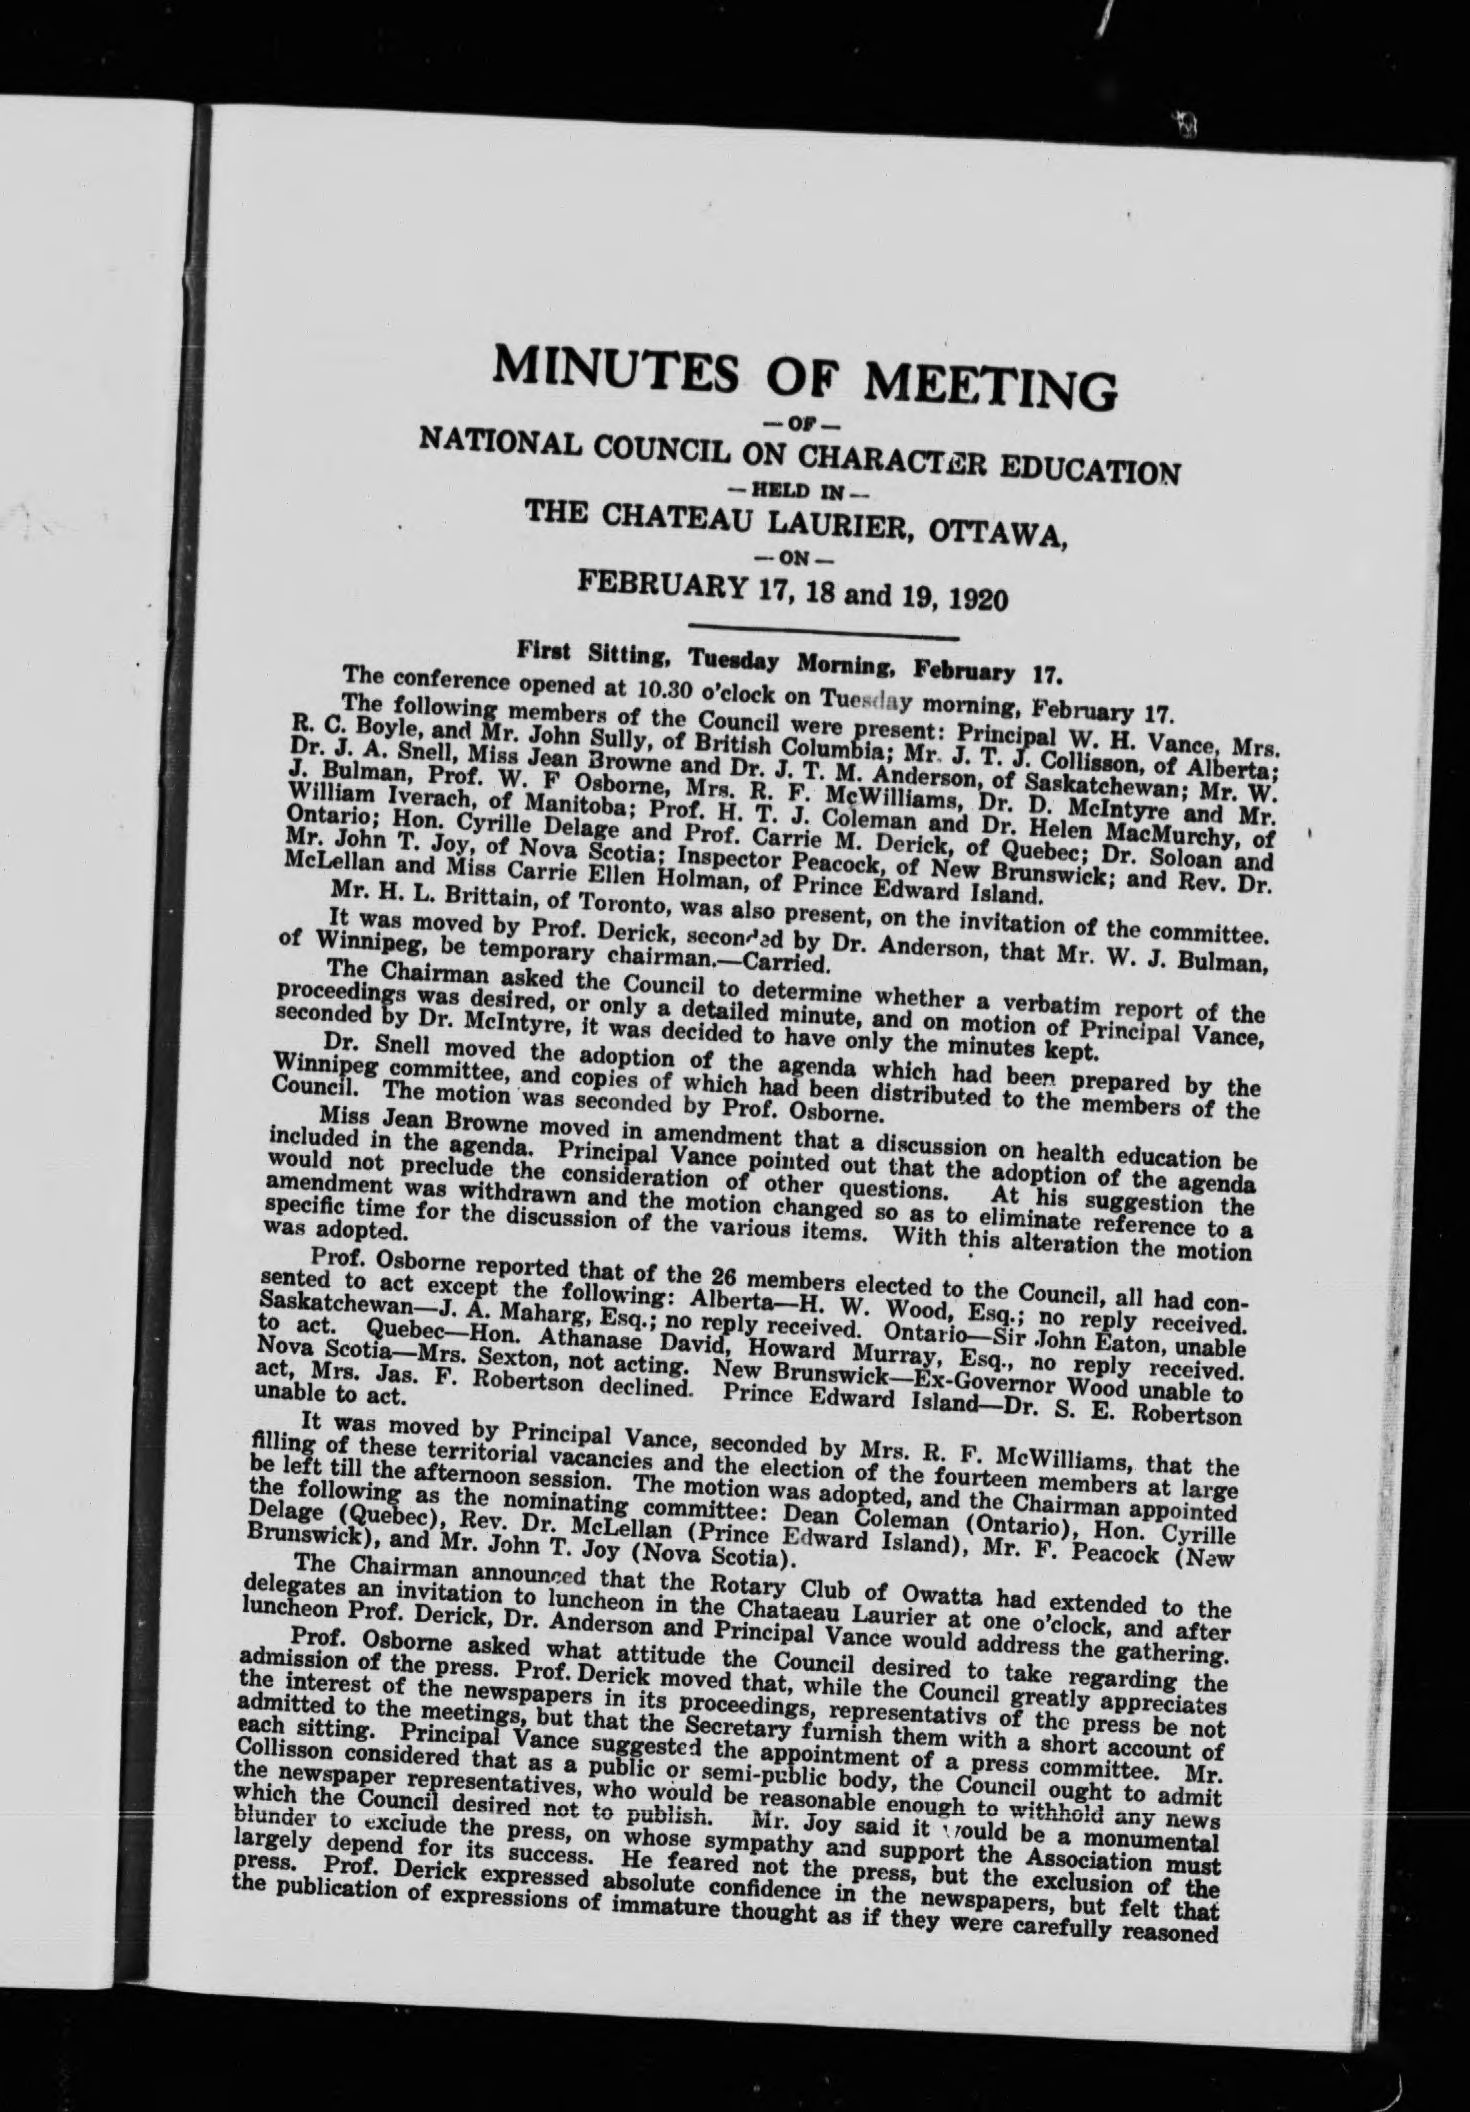 MINUTES OF MEETING
— OF —
NATIONAL COUNCIL ON CHARACTER EDUCATION
— HELD IN —
THE CHATEAU LAURIER, OTTAWA,
— ON —
FEBRUARY 17, 18 and 19, 1920
First Sitting, Tuesday Morning, February 17.
The conference opened at 10.30 o'clock on Tuesday morning, February 17.
The following members of the Council were present: Principal W. H. Vance, Mrs.
R. C. Boyle, and Mr. John Sully, of British Columbia; Mr. J. T. J. Collisson, of Alberta;
Dr. J. A. Snell, Miss Jean Browne and Dr. J. T. M. Anderson, of Saskatchewan; Mr. W.
J. Bulman, Prof. W. F Osborne, Mrs. R. F. McWilliams, Dr. D. McIntyre and Mr.
William Iverach, of Manitoba; Prof. H. T. J. Coleman and Dr. Helen MacMurchy, of
Ontario; Hon. Cyrille Delage and Prof. Carrie M. Derick, of Quebec; Dr. Soloan and
Mr. John T. Joy, of Nova Scotia; Inspector Peacock, of New Brunswick; and Rev. Dr.
McLellan and Miss Carrie Ellen Holman, of Prince Edward Island.
Mr. H. L. Brittain, of Toronto, was also present, on the invitation of the committee.
It was moved by Prof. Derick, seconded by Dr. Anderson, that Mr. W. J. Bulman,
of Winnipeg, be temporary chairman.—Carried.
The Chairman asked the Council to determine whether a verbatim report of the
proceedings was desired, or only a detailed minute, and on motion of Principal Vance,
seconded by Dr. McIntyre, it was decided to have only the minutes kept.
Dr. Snell moved the adoption of the agenda which had been prepared by the
Winnipeg committee, and copies of which had been distributed to the members of the
Council. The motion was seconded by Prof. Osborne.
Miss Jean Browne moved in amendment that a discussion on health education be
included in the agenda. Principal Vance pointed out that the adoption of the agenda
would not preclude the consideration of other questions. At his suggestion the
amendment was withdrawn and the motion changed so as to eliminate reference to a
specific time for the discussion of the various items. With this alteration the motion
was adopted.
Prof. Osborne reported that of the 26 members elected to the Council, all had con-
sented to act except the following: Alberta—H. W. Wood, Esq.; no reply received.
Saskatchewan—J. A. Maharg, Esq.; no reply received. Ontario—Sir John Eaton, unable
to act. Quebec—Hon. Athanase David, Howard Murray, Esq., no reply received.
Nova Scotia—Mrs. Sexton, not acting. New Brunswick—Ex-Governor Wood unable to
act, Mrs. Jas. F. Robertson declined. Prince Edward Island—Dr. S. E. Robertson
unable to act.
It was moved by Principal Vance, seconded by Mrs. R. F. McWilliams, that the
filling of these territorial vacancies and the election of the fourteen members at large
be left till the afternoon session. The motion was adopted, and the Chairman appointed
the following as the nominating committee: Dean Coleman (Ontario), Hon. Cyrille
Delage (Quebec), Rev. Dr. McLellan (Prince Edward Island), Mr. F. Peacock (New
Brunswick), and Mr. John T. Joy (Nova Scotia).
The Chairman announced that the Rotary Club of Owatta had extended to the
delegates an invitation to luncheon in the Chataeau Laurier at one o'clock, and after
luncheon Prof. Derick, Dr. Anderson and Principal Vance would address the gathering.
Prof. Osborne asked what attitude the Council desired to take regarding the
admission of the press. Prof. Derick moved that, while the Council greatly appreciates
the interest of the newspapers in its proceedings, representativs of the press be not
admitted to the meetings, but that the Secretary furnish them with a short account of
each sitting. Principal Vance suggested the appointment of a press committee. Mr.
Collisson considered that as a public or semi-public body, the Council ought to admit
the newspaper representatives, who would be reasonable enough to withhold any news
which the Council desired not to publish. Mr. Joy said it would be a monumental
blunder to exclude the press, on whose sympathy and support the Association must
largely depend for its success. He feared not the press, but the exclusion of the
press. Prof. Derick expressed absolute confidence in the newspapers, but felt that
the publication of expressions of immature thought as if they were carefully reasoned